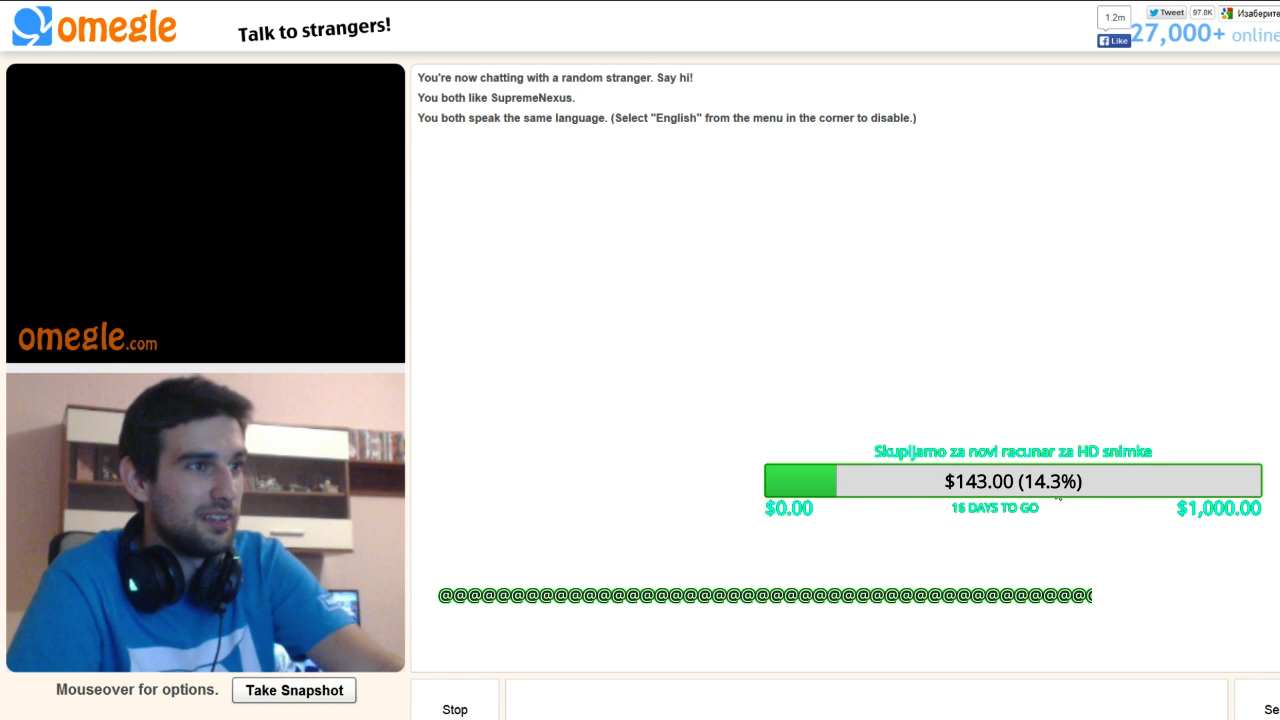 omegle
Talk to strangers!
1.2m
Like
Tweet
97.8K
Изаберите
27,000+ online
You're now chatting with a random stranger. Say hi!
You both like SupremeNexus.
You both speak the same language. (Select "English" from the menu in the corner to disable.)
omegle.com
Skupljamo za novi racunar za HD snimke
$143.00 (14.3%)
$0.00
16 DAYS TO GO
$1,000.00
@@@@@@@@@@@@@@@@@@@@@@@@@@@@@@@@@@@@@@@@@@@@@
Mouseover for options.
Take Snapshot
Stop